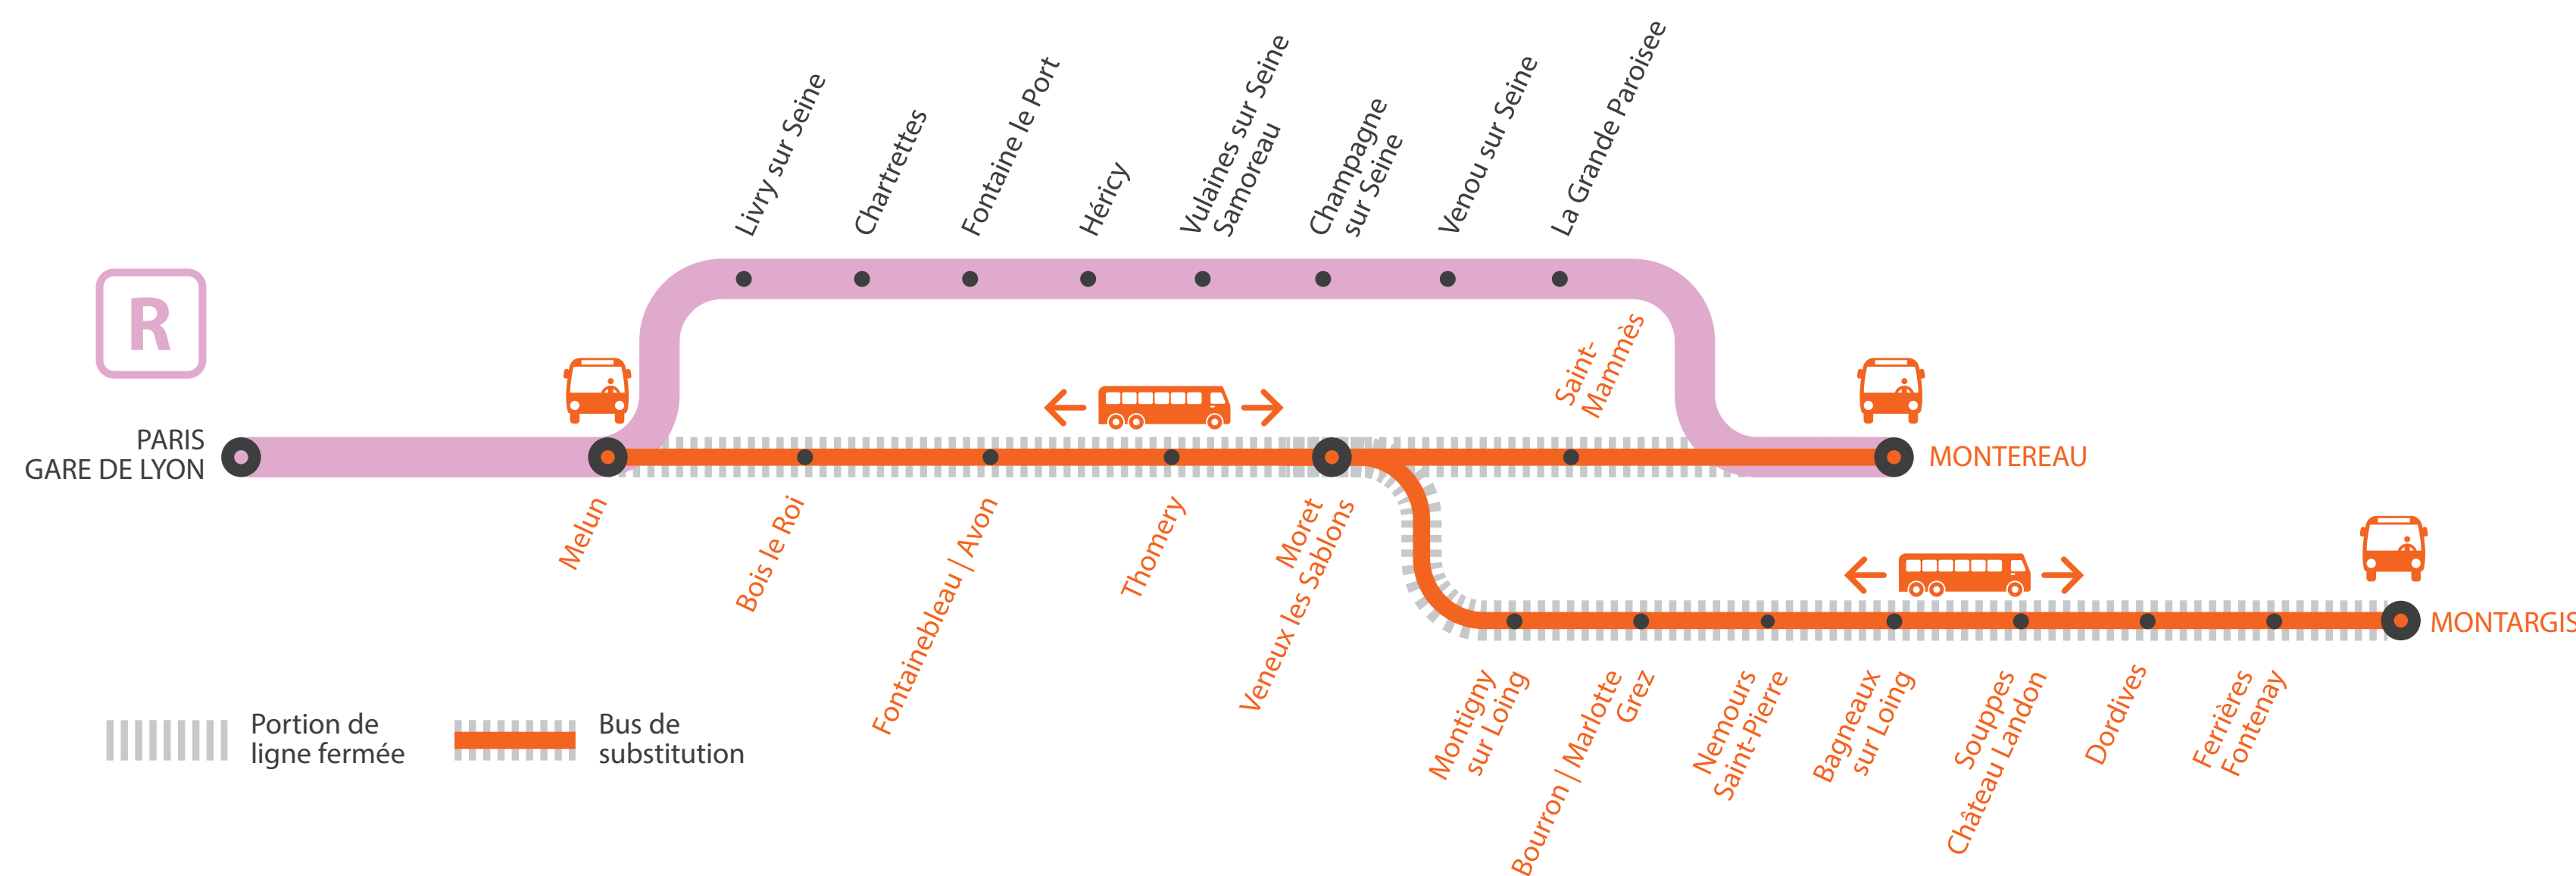 Livry sur Seine
Chartrettes
Fontaine le Port
Héricy
Vulaines sur Seine
Samoreau
Champagne
sur Seine
Venou sur Seine
La Grande Paroisee
R
Saint-
Mammès
PARIS
GARE DE LYON
MONTEREAU
Melun
Bois le Roi
Fontainebleau | Avon
Thomery
Moret
Veneux les Sablons
MONTARGIS
Montigny
sur Loing
Bourron | Marlotte
Grez
Nemours
Saint-Pierre
Bagneaux
sur Loing
Souppes
Château Landon
Dordives
Ferrières
Fontenay
Portion de
ligne fermée
Bus de
substitution